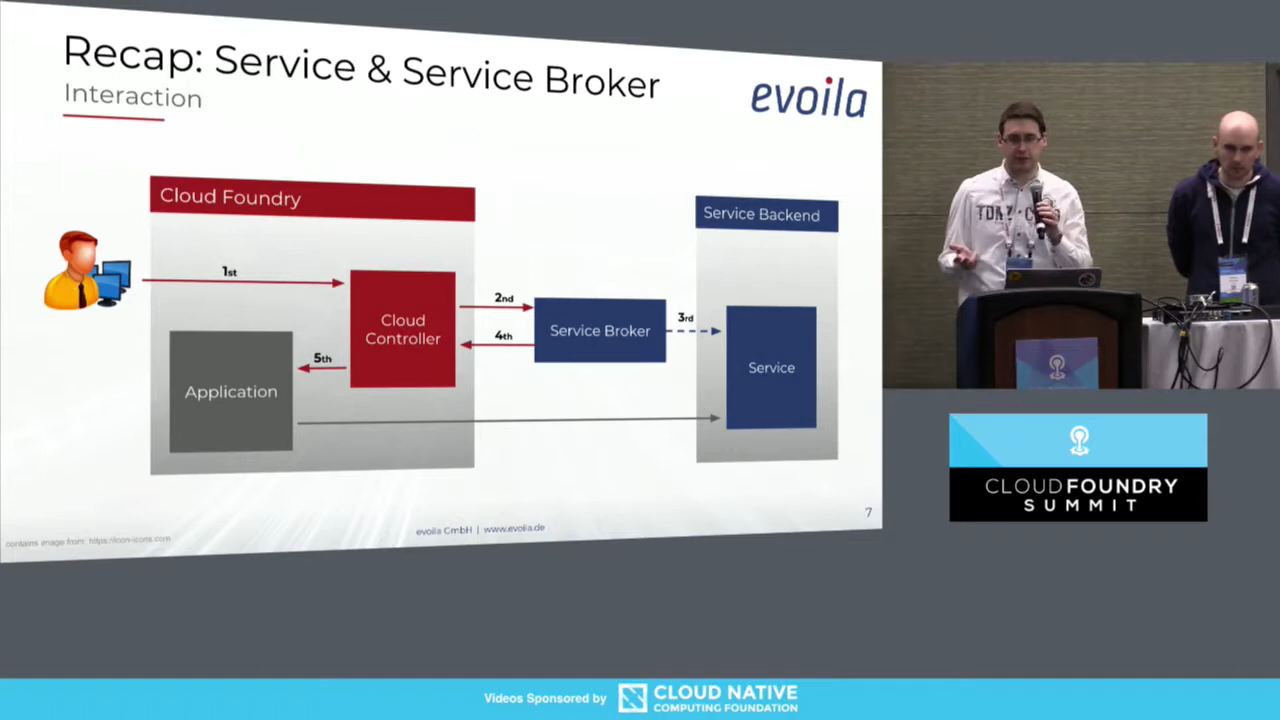 Recap: Service & Service Broker
Interaction
evoila
Cloud Foundry
Service Backend
1st
2nd
3rd
4th
5th
Cloud
Controller
Service Broker
Service
Application
7
evoila GmbH | www.evoila.de
contains image from: https://icon-icons.com
CLOUD FOUNDRY
SUMMIT
Videos Sponsored by
CLOUD NATIVE
COMPUTING FOUNDATION